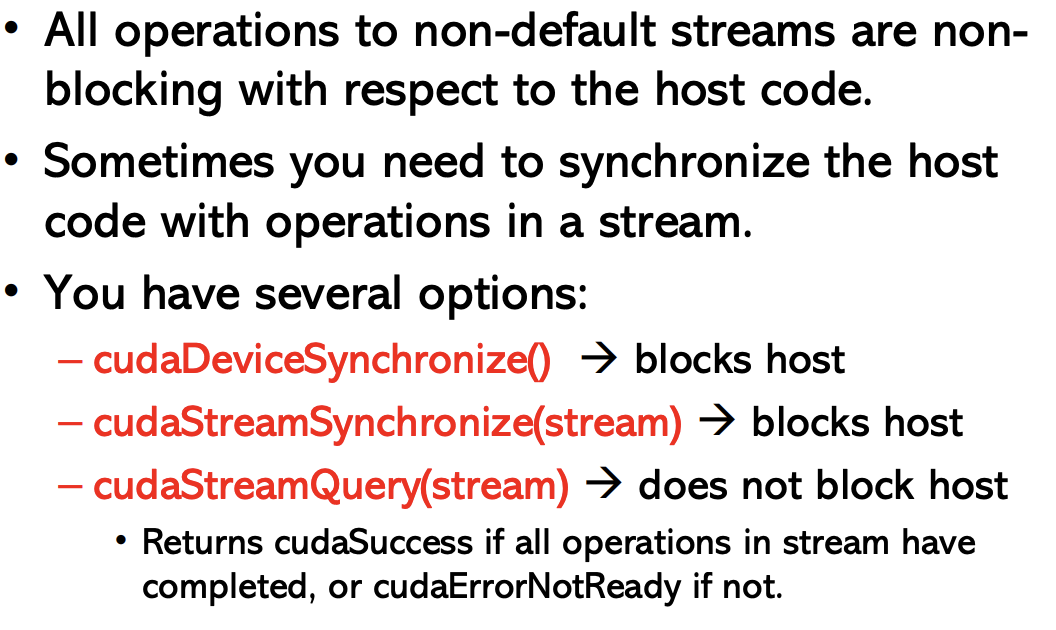 • All operations to non-default streams are non-
blocking with respect to the host code.
• Sometimes you need to synchronize the host
code with operations in a stream.
• You have several options:
– cudaDeviceSynchronize() → blocks host
– cudaStreamSynchronize(stream) → blocks host
– cudaStreamQuery(stream) → does not block host
• Returns cudaSuccess if all operations in stream have
completed, or cudaErrorNotReady if not.